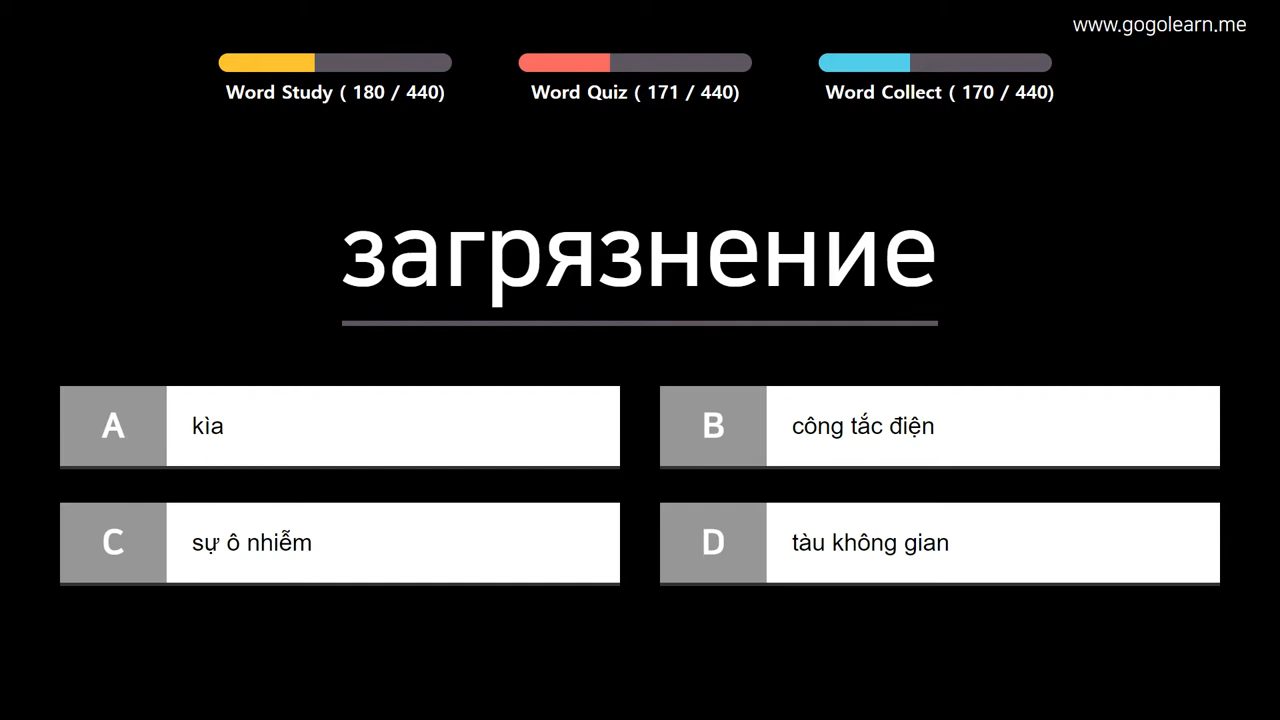 www.gogolearn.me
Word Study ( 180 / 440)
Word Quiz ( 171 / 440)
Word Collect ( 170 / 440)
загрязнение
A kìa
B công tắc điện
C sự ô nhiễm
D tàu không gian